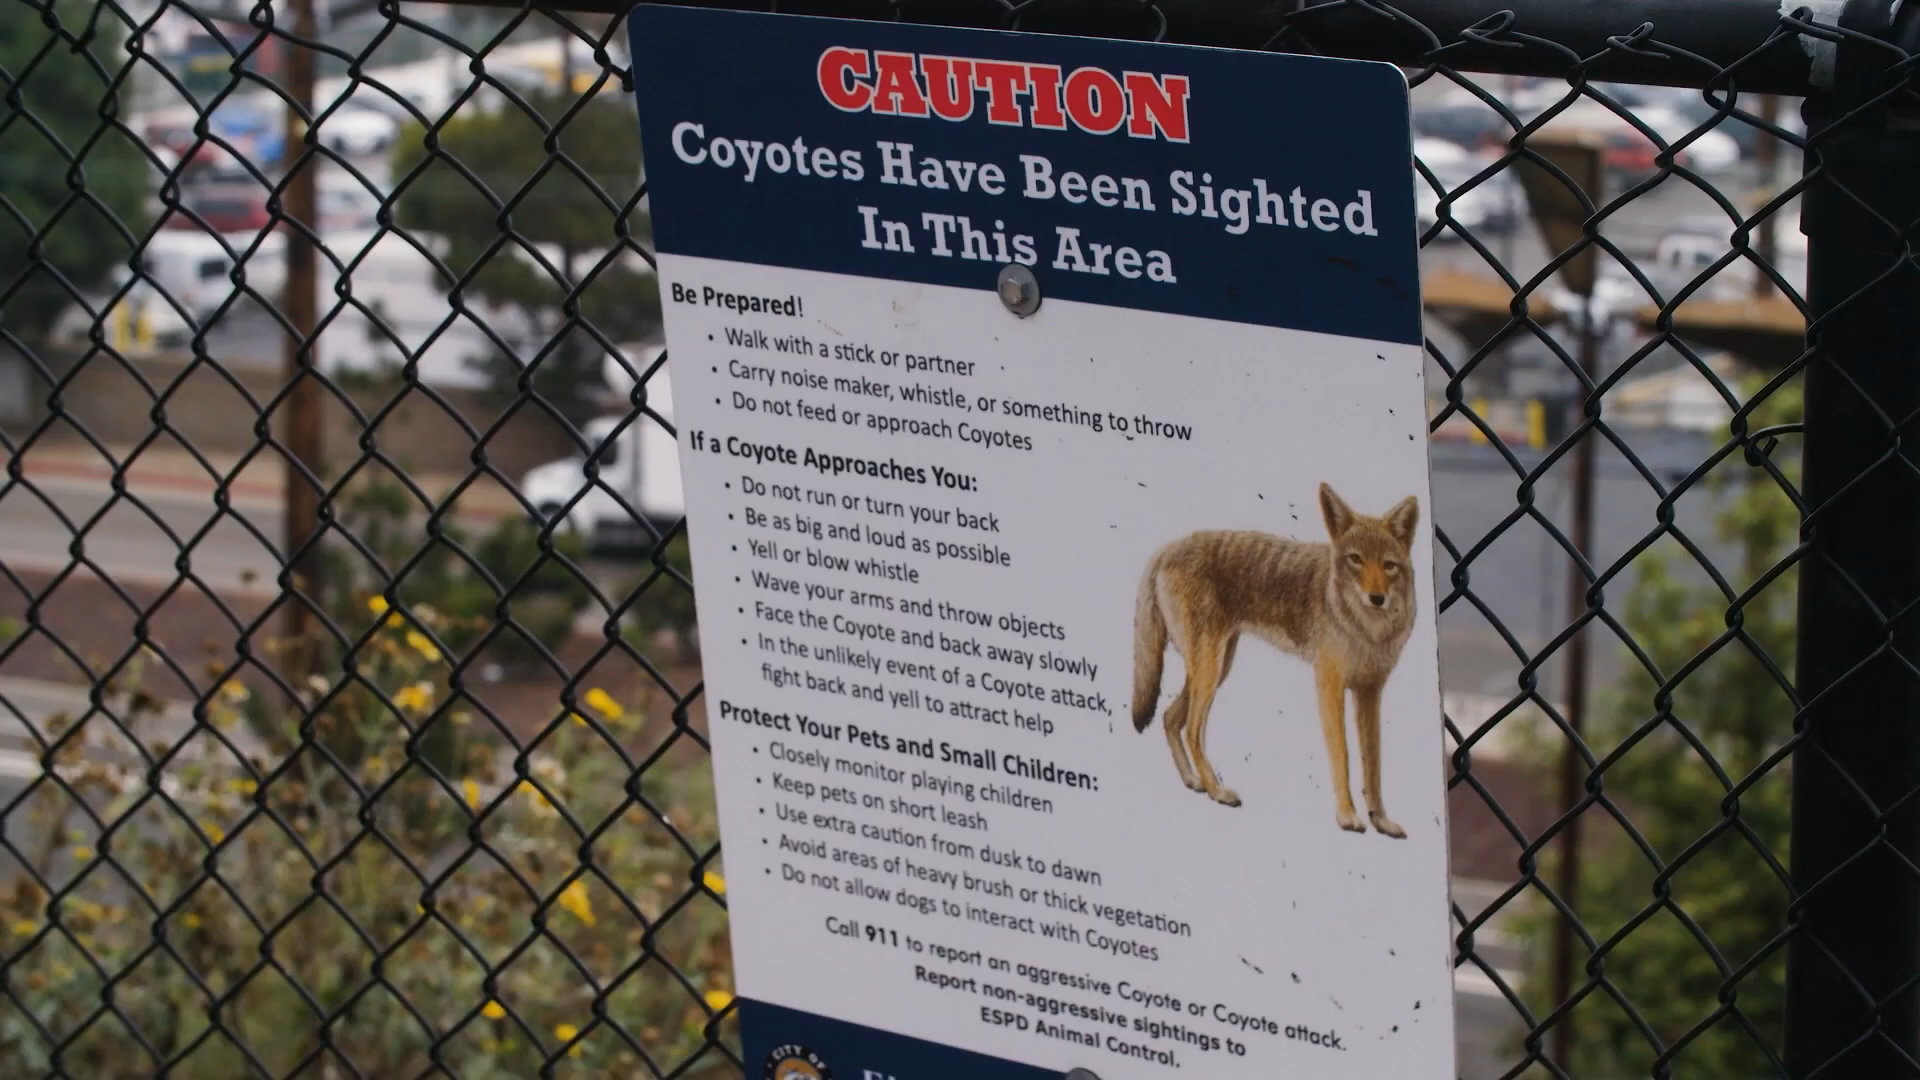 CAUTION
Coyotes Have Been Sighted
In This Area
Be Prepared!
• Walk with a stick or partner
• Carry noise maker, whistle, or something to throw
• Do not feed or approach Coyotes
If a Coyote Approaches You:
• Do not run or turn your back
• Be as big and loud as possible
• Yell or blow whistle
• Wave your arms and throw objects
• Face the Coyote and back away slowly
• In the unlikely event of a Coyote attack,
fight back and yell to attract help
Protect Your Pets and Small Children:
• Closely monitor playing children
• Keep pets on short leash
• Use extra caution from dusk to dawn
• Avoid areas of heavy brush or thick vegetation
• Do not allow dogs to interact with Coyotes
Call 911 to report an aggressive Coyote or Coyote attack.
Report non-aggressive sightings to
ESPD Animal Control.
CITY OF